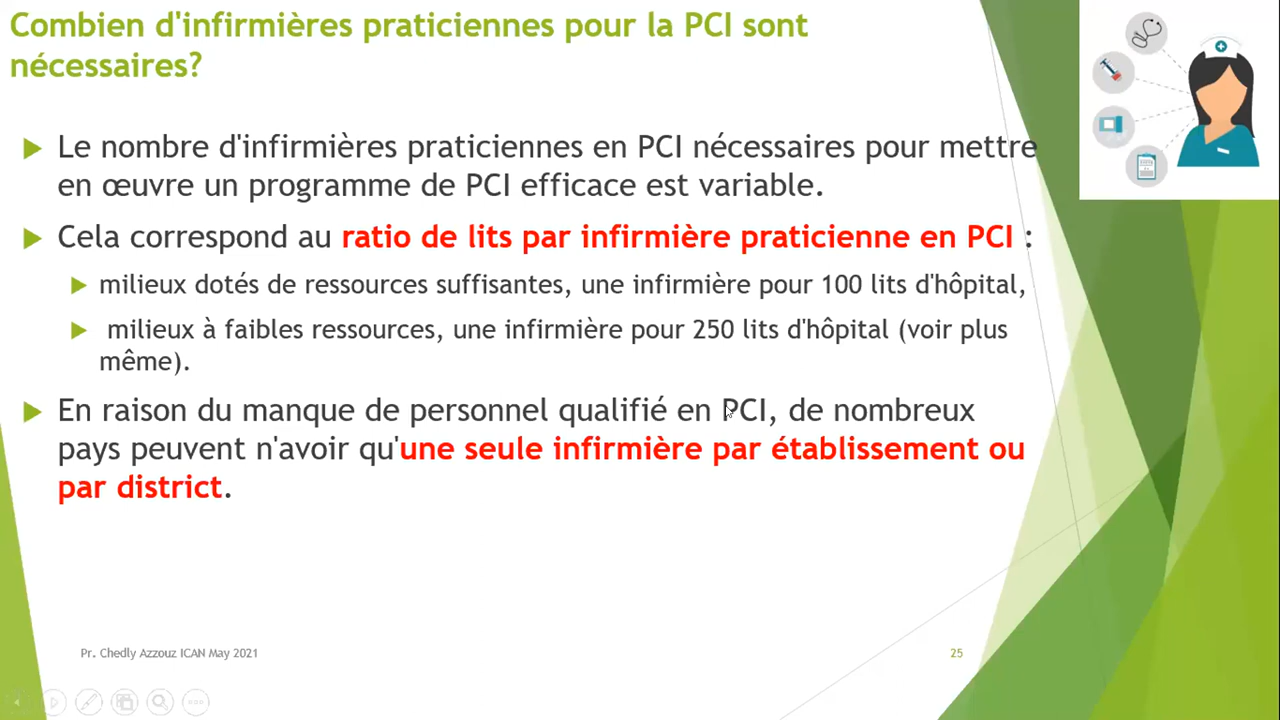 Combien d'infirmières praticiennes pour la PCI sont
nécessaires?
Le nombre d'infirmières praticiennes en PCI nécessaires pour mettre
en œuvre un programme de PCI efficace est variable.
Cela correspond au ratio de lits par infirmière praticienne en PCI :
milieux dotés de ressources suffisantes, une infirmière pour 100 lits d'hôpital,
milieux à faibles ressources, une infirmière pour 250 lits d'hôpital (voir plus
même).
En raison du manque de personnel qualifié en PCI, de nombreux
pays peuvent n'avoir qu'une seule infirmière par établissement ou
par district.
Pr. Chedly Azzouz ICAN May 2021
25